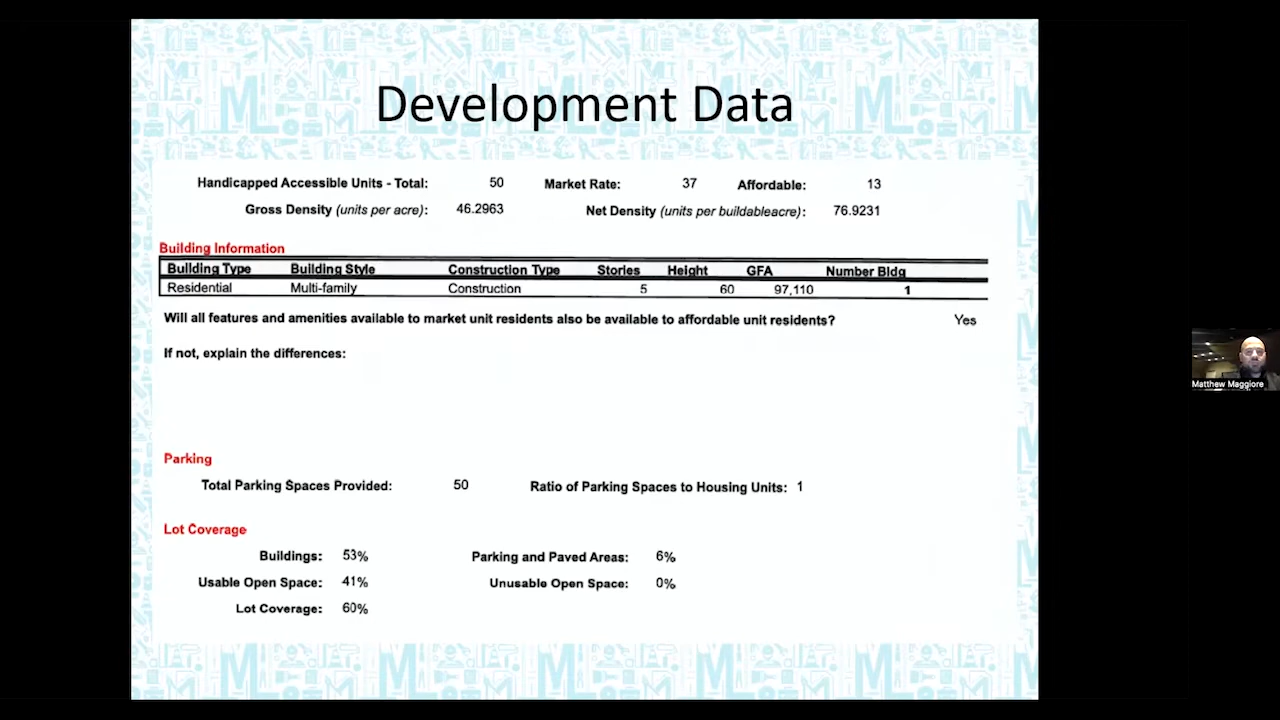 Development Data
Handicapped Accessible Units - Total: 50 Market Rate: 37 Affordable: 13
Gross Density (units per acre): 46.2963 Net Density (units per buildableacre): 76.9231
Building Information
Building Type Building Style Construction Type Stories Height GFA Number Bldg
Residential Multi-family Construction 5 60 97,110 1
Will all features and amenities available to market unit residents also be available to affordable unit residents? Yes
If not, explain the differences:
Parking
Total Parking Spaces Provided: 50 Ratio of Parking Spaces to Housing Units: 1
Lot Coverage
Buildings: 53% Parking and Paved Areas: 6%
Usable Open Space: 41% Unusable Open Space: 0%
Lot Coverage: 60%
Matthew Maggiore